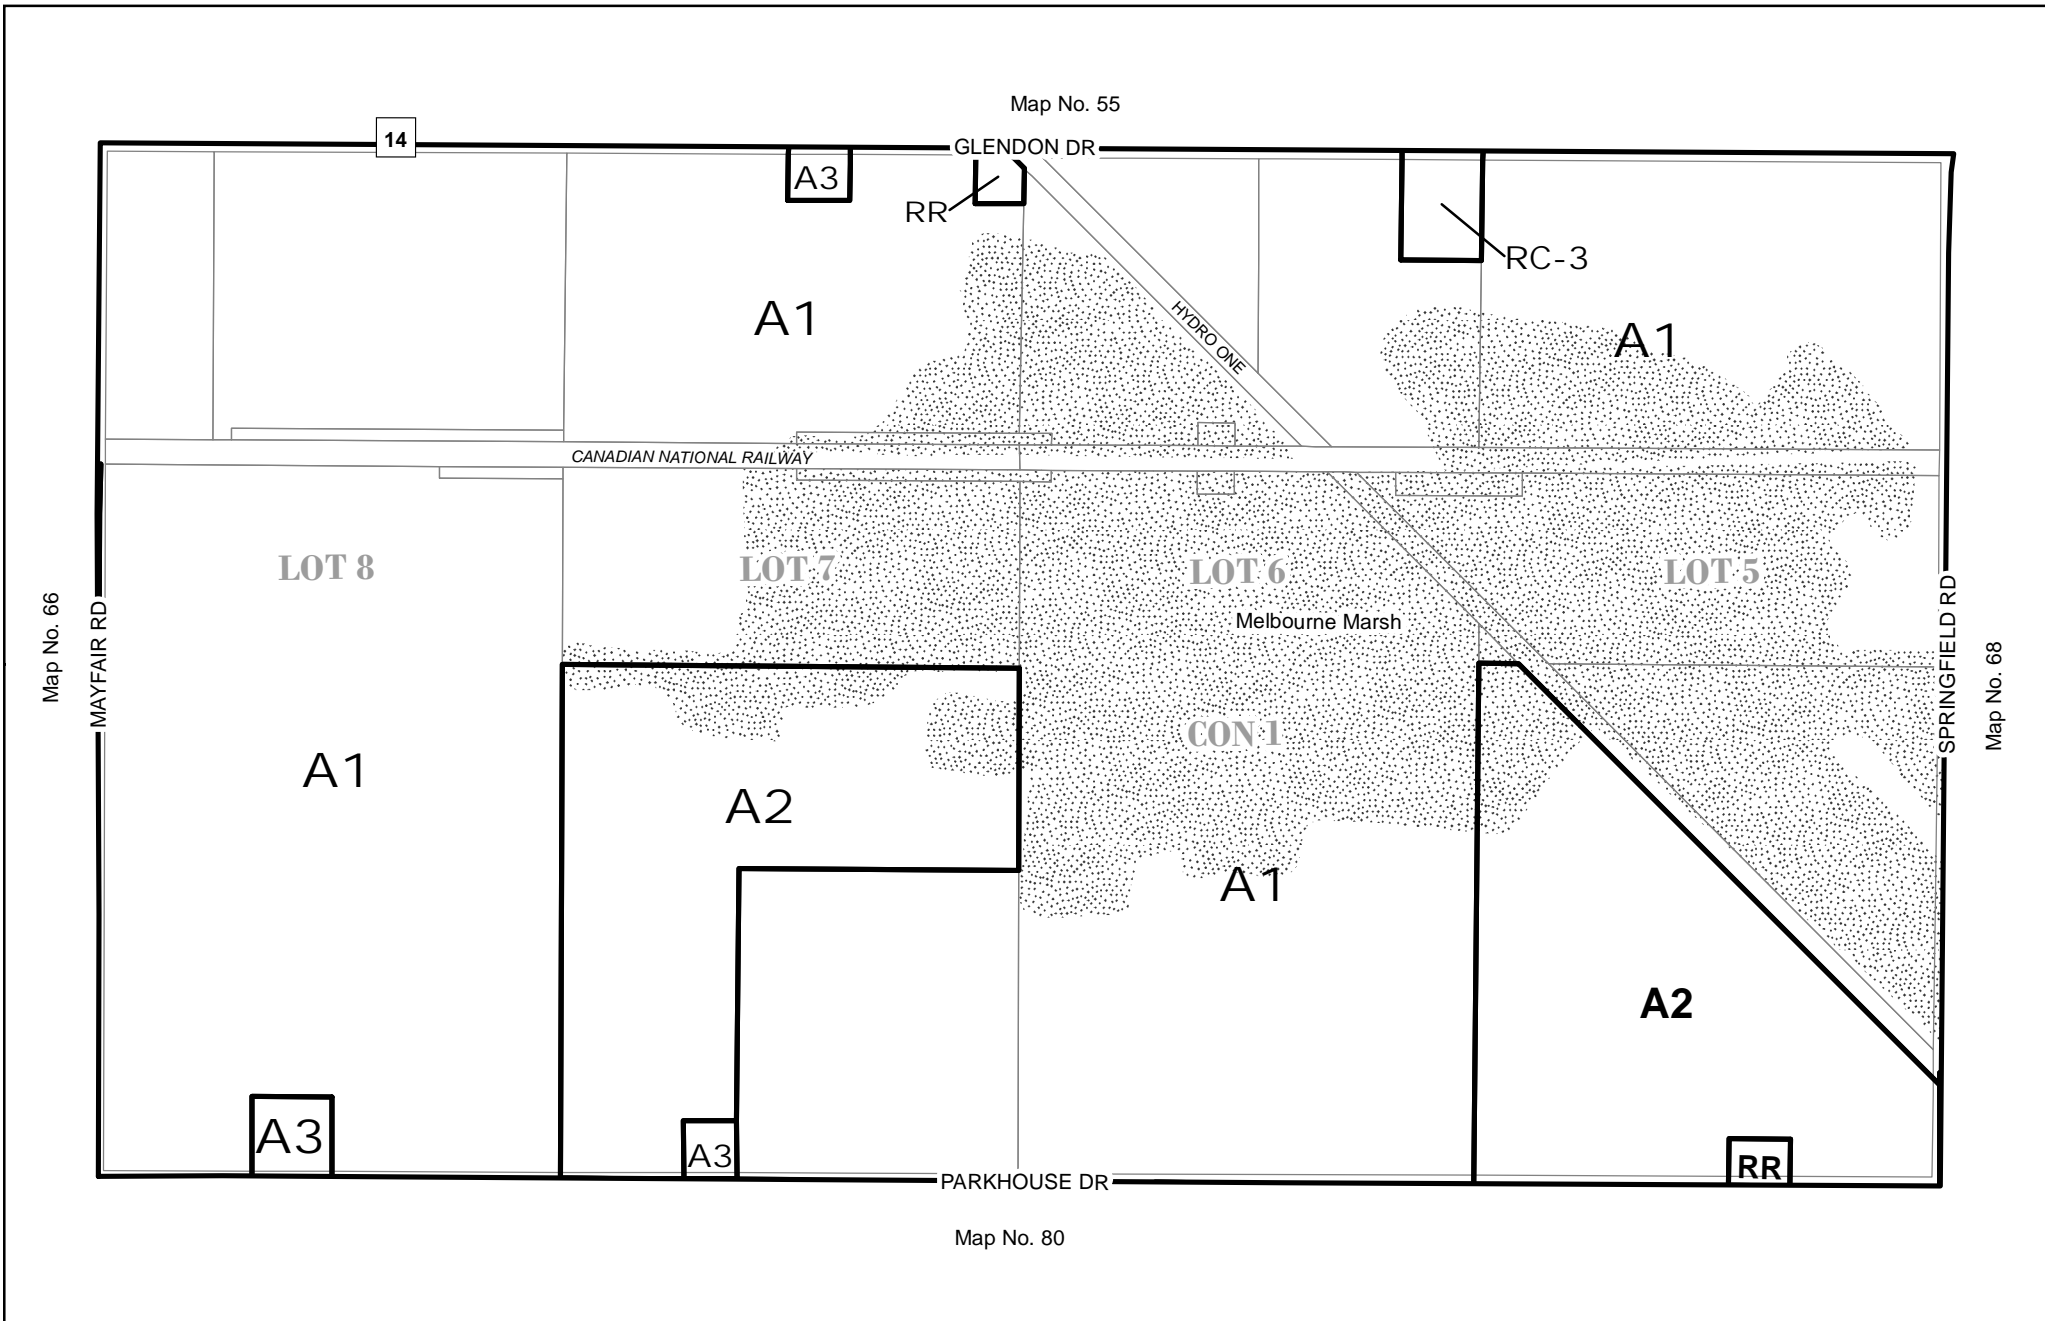 Map No. 55
14
GLENDON DR
A3
RR
RC-3
A1
HYDRO ONE
A1
CANADIAN NATIONAL RAILWAY
LOT 8
LOT 7
LOT 6
LOT 5
Melbourne Marsh
Map No. 66
MAYFAIR RD
SPRINGFIELD RD
Map No. 68
CON 1
A1
A2
A1
A2
A3
A3
RR
PARKHOUSE DR
Map No. 80